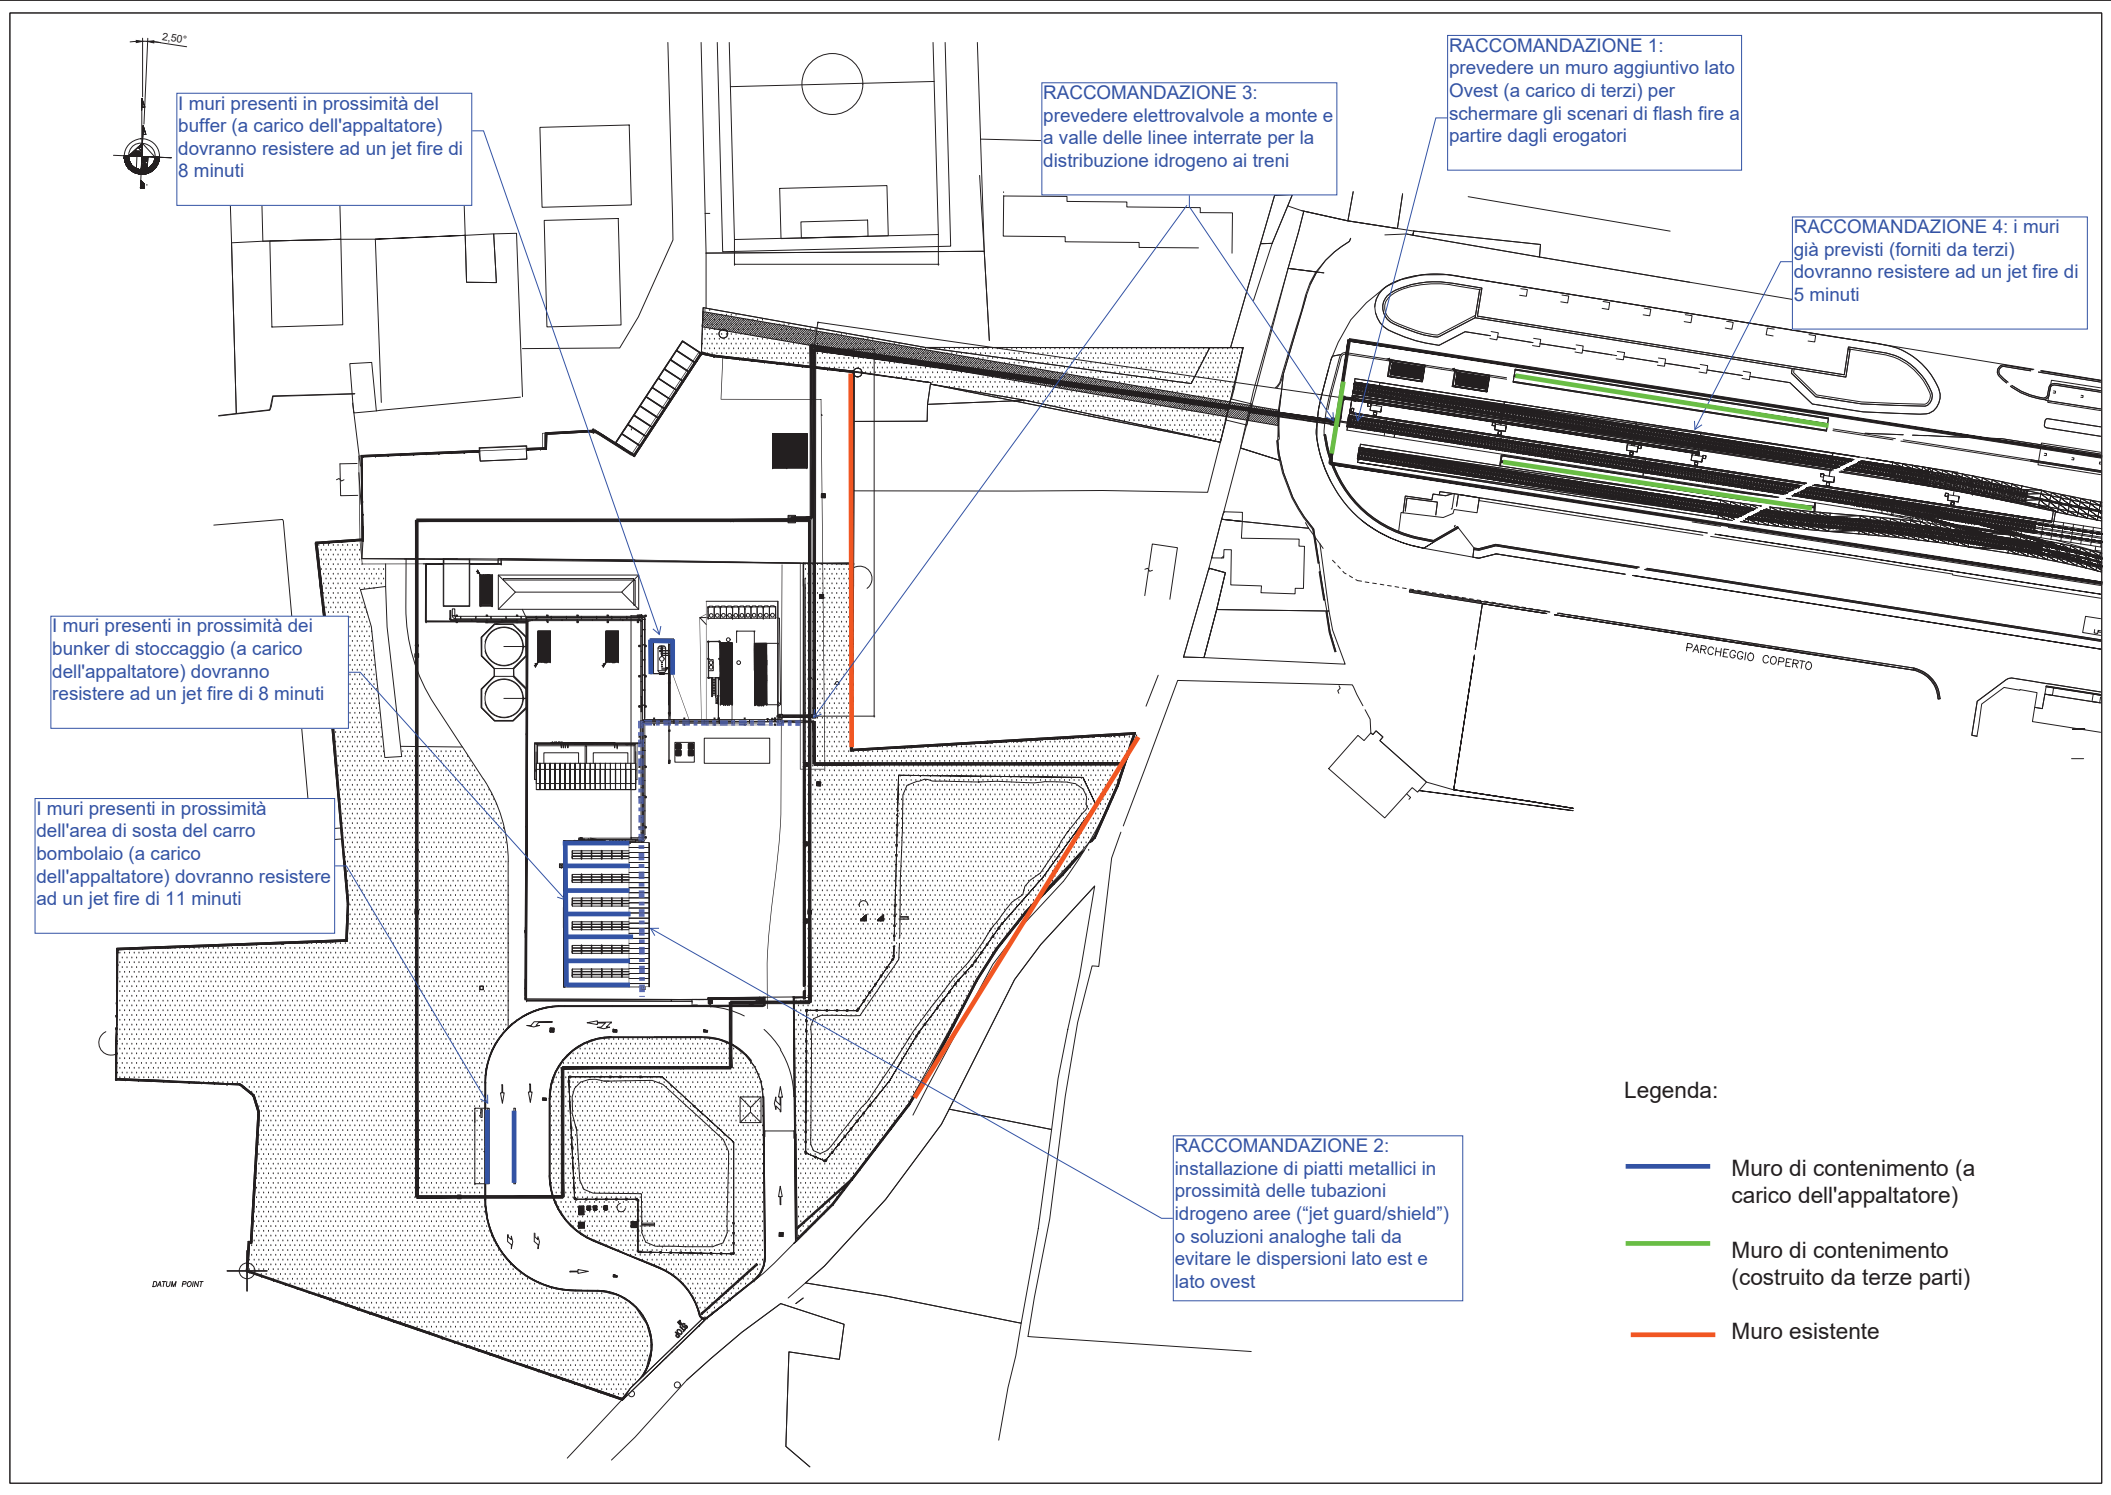 2,50°
I muri presenti in prossimità del
buffer (a carico dell'appaltatore)
dovranno resistere ad un jet fire di
8 minuti
RACCOMANDAZIONE 3:
prevedere elettrovalvole a monte e
a valle delle linee interrate per la
distribuzione idrogeno ai treni
RACCOMANDAZIONE 1:
prevedere un muro aggiuntivo lato
Ovest (a carico di terzi) per
schermare gli scenari di flash fire a
partire dagli erogatori
RACCOMANDAZIONE 4: i muri
già previsti (forniti da terzi)
dovranno resistere ad un jet fire di
5 minuti
I muri presenti in prossimità dei
bunker di stoccaggio (a carico
dell'appaltatore) dovranno
resistere ad un jet fire di 8 minuti
PARCHEGGIO COPERTO
I muri presenti in prossimità
dell'area di sosta del carro
bombolaio (a carico
dell'appaltatore) dovranno resistere
ad un jet fire di 11 minuti
RACCOMANDAZIONE 2:
installazione di piatti metallici in
prossimità delle tubazioni
idrogeno aree (“jet guard/shield”)
o soluzioni analoghe tali da
evitare le dispersioni lato est e
lato ovest
DATUM POINT
STOP
Legenda:
Muro di contenimento (a
carico dell'appaltatore)
Muro di contenimento
(costruito da terze parti)
Muro esistente